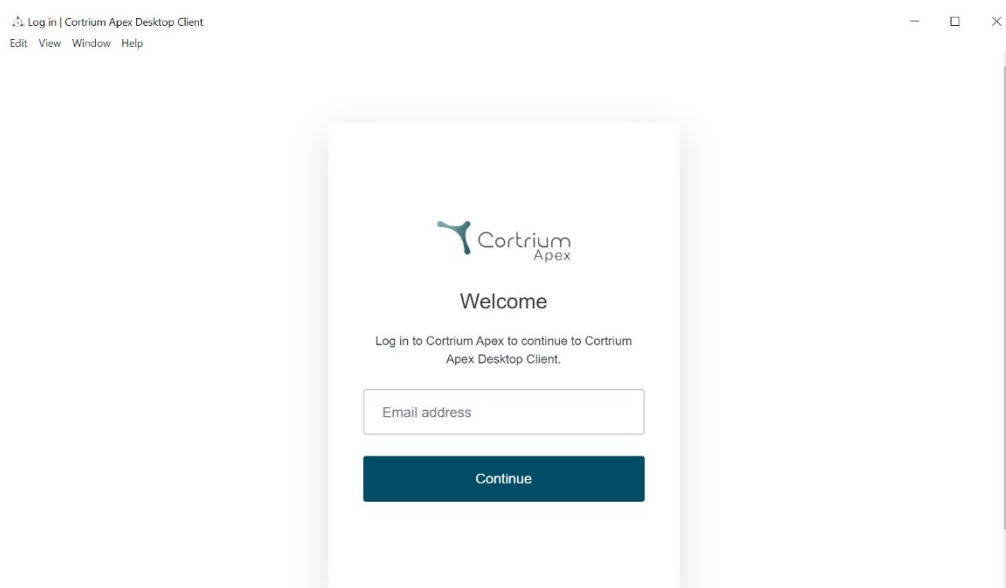 Log in | Cortrium Apex Desktop Client
Edit View Window Help
Cortrium
Apex
Welcome
Log in to Cortrium Apex to continue to Cortrium
Apex Desktop Client.
Email address
Continue